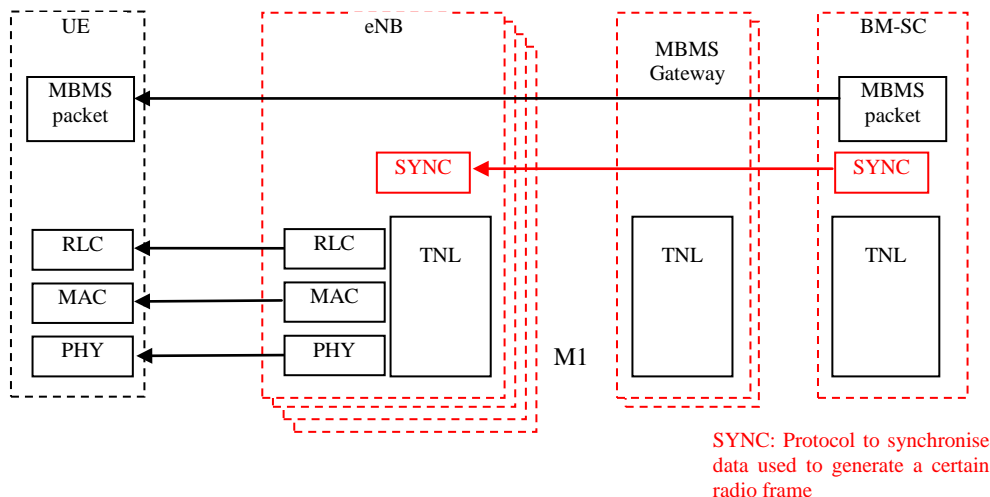 UE
eNB
MBMS
Gateway
BM-SC
MBMS
packet
MBMS
packet
SYNC
SYNC
RLC
RLC
TNL
TNL
TNL
MAC
MAC
PHY
PHY
M1
SYNC: Protocol to synchronise
data used to generate a certain
radio frame